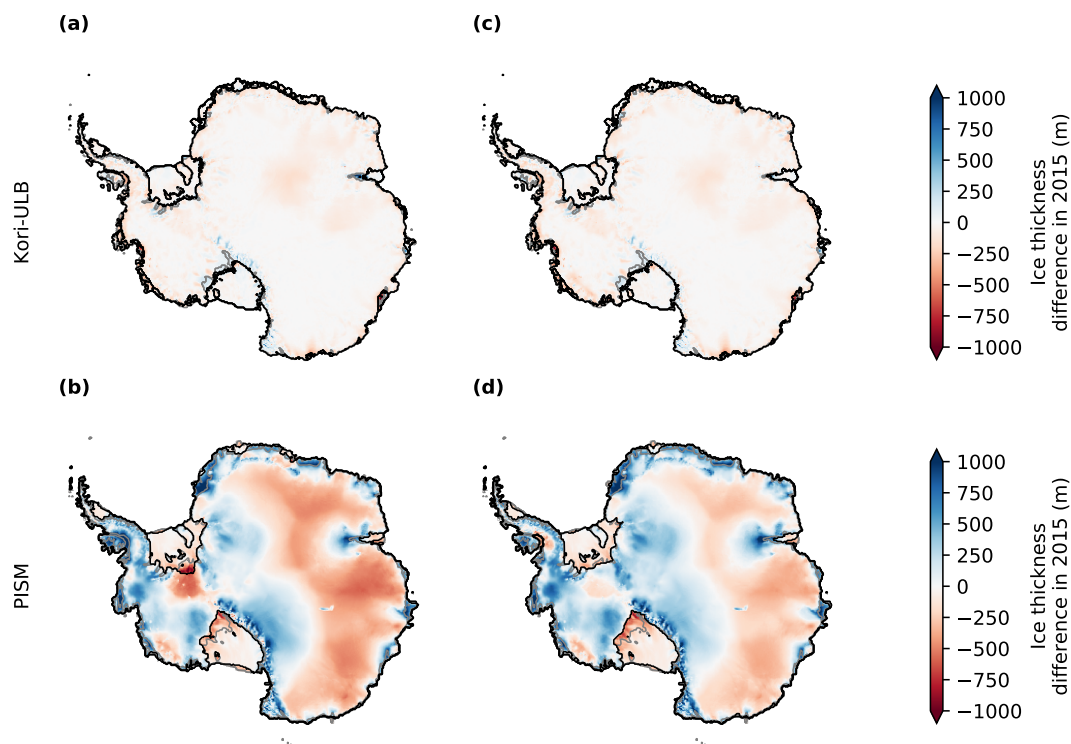 (a)
(c)
Kori-ULB
1000
750
500
250
0
−250
−500
−750
−1000
Ice thickness
difference in 2015 (m)
(b)
(d)
PISM
1000
750
500
250
0
−250
−500
−750
−1000
Ice thickness
difference in 2015 (m)